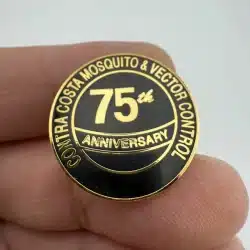 CONTRA COSTA MOSQUITO & VECTOR CONTROL
75th
ANNIVERSARY